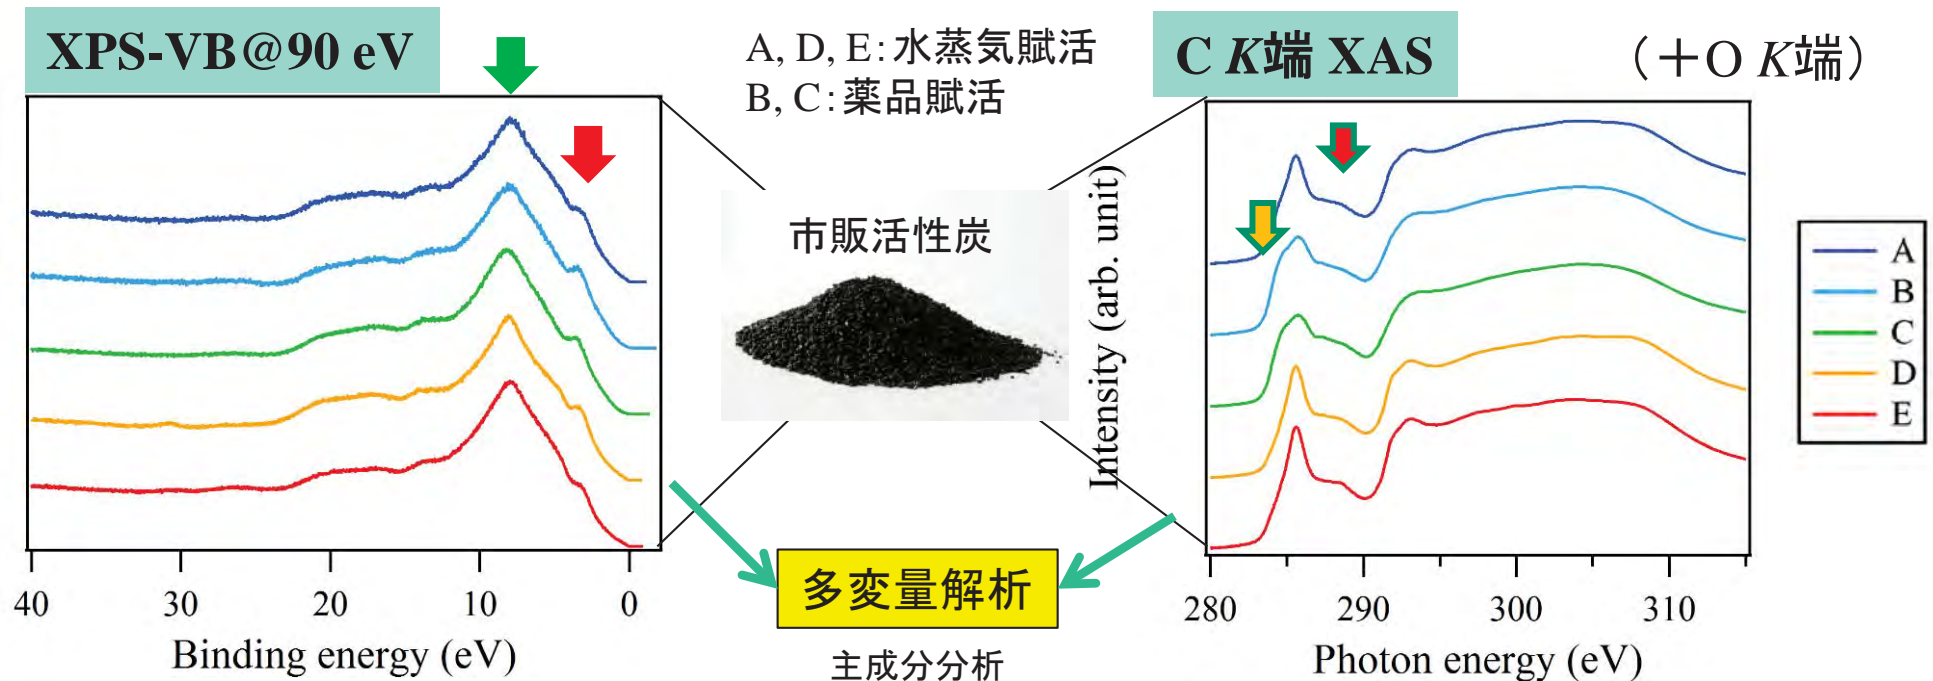 XPS-VB@90 eV
A, D, E:水蒸気賦活
B, C:薬品賦活
C K端 XAS
(+O K端)
市販活性炭
Intensity (arb. unit)
A
B
C
D
E
40 30 20 10 0
Binding energy (eV)
多変量解析
主成分分析
280 290 300 310
Photon energy (eV)